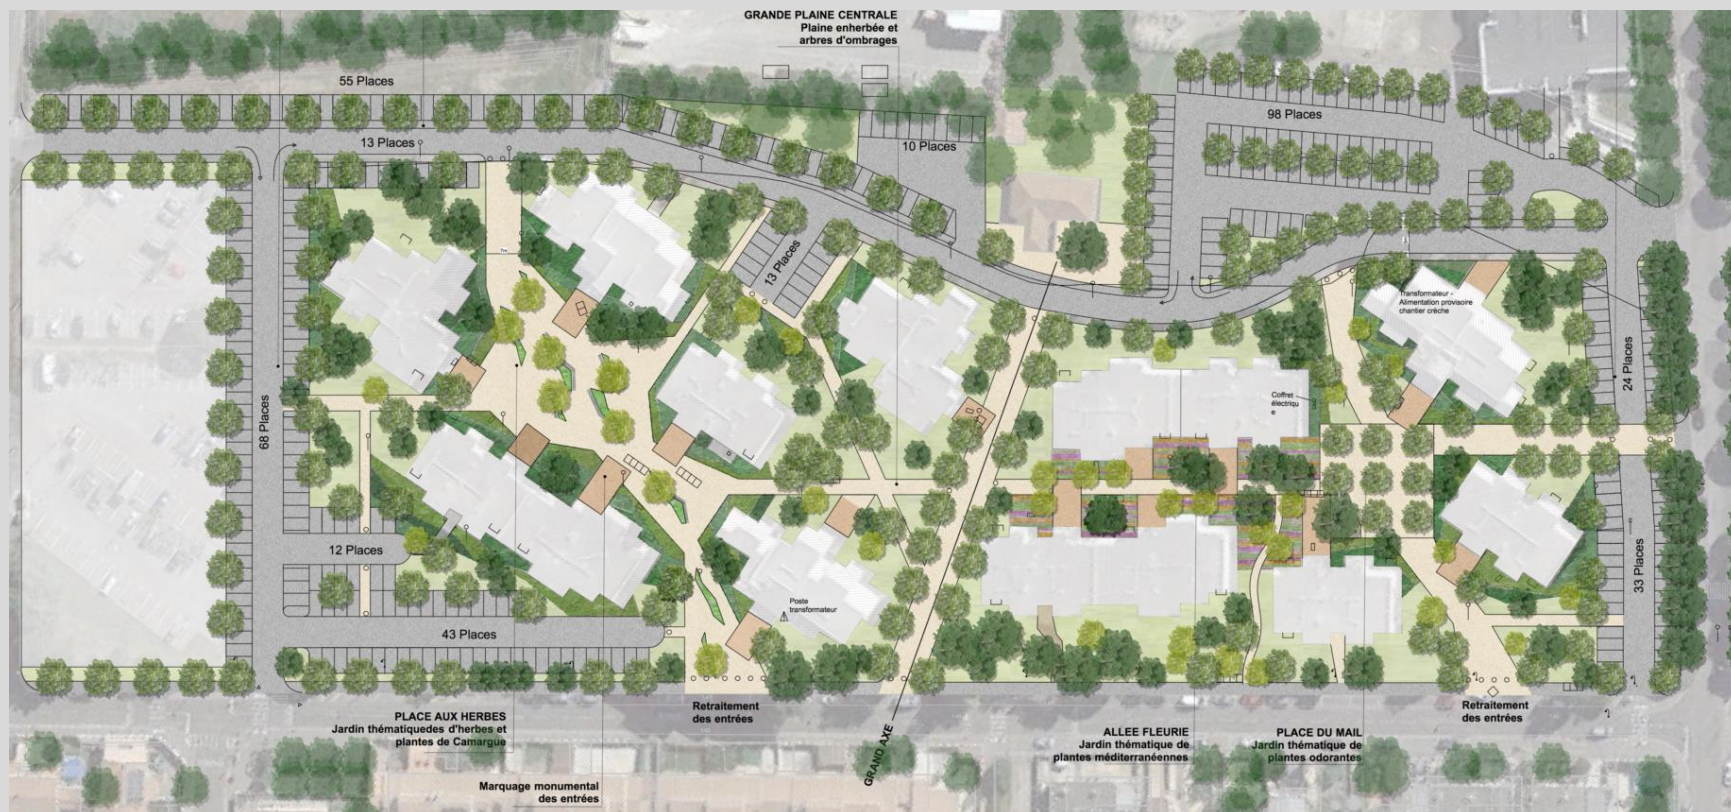 GRANDE PLAINE CENTRALE
Plaine enherbée et
arbres d'ombrages
55 Places
13 Places
10 Places
98 Places
13 Places
7m
Transformateur -
Alimentation provisoire
chantier crèche
24 Places
Coffret
électriqu
e
68 Places
12 Places
33 Places
Poste
transformateur
43 Places
PLACE AUX HERBES
Jardin thématiquedes d'herbes et
plantes de Camargue
Retraitement
des entrées
GRAND AXE
ALLEE FLEURIE
Jardin thématique de
plantes méditerranéennes
PLACE DU MAIL
Jardin thématique de
plantes odorantes
Retraitement
des entrées
Marquage monumental
des entrées